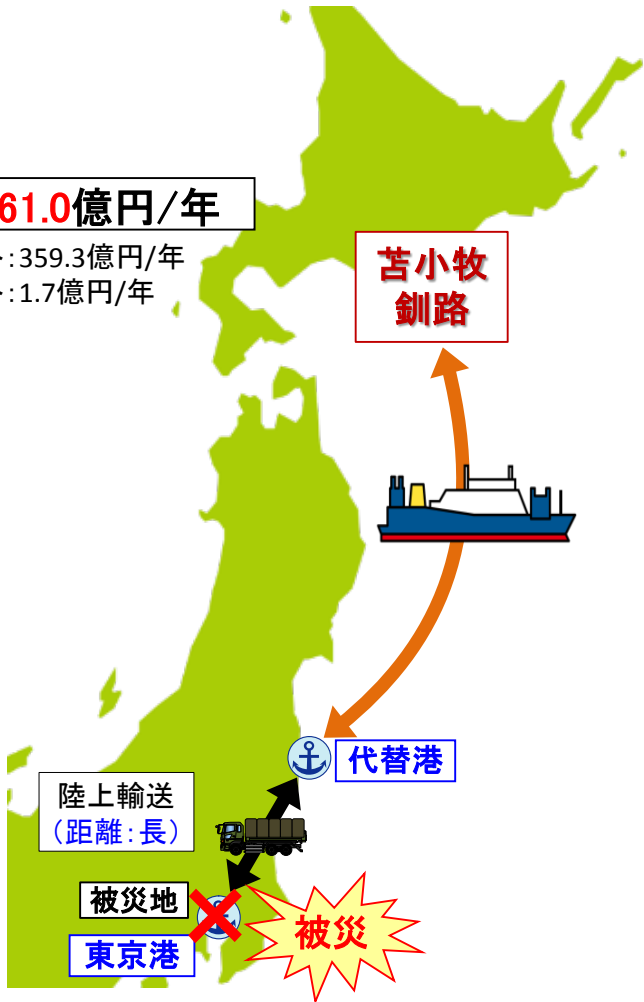 61.0億円/年
:359.3億円/年
:1.7億円/年
苫小牧
釧路
代替港
陸上輸送
(距離:長)
被災地
被災
東京港